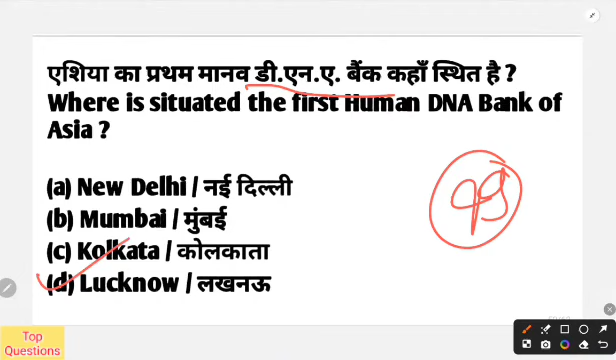 एशिया का प्रथम मानव डी.एन.ए. बैंक कहाँ स्थित है ?
Where is situated the first Human DNA Bank of
Asia ?
(a) New Delhi / नई दिल्ली
(b) Mumbai / मुंबई
(c) Kolkata / कोलकाता
(d) Lucknow / लखनऊ
Top
Questions